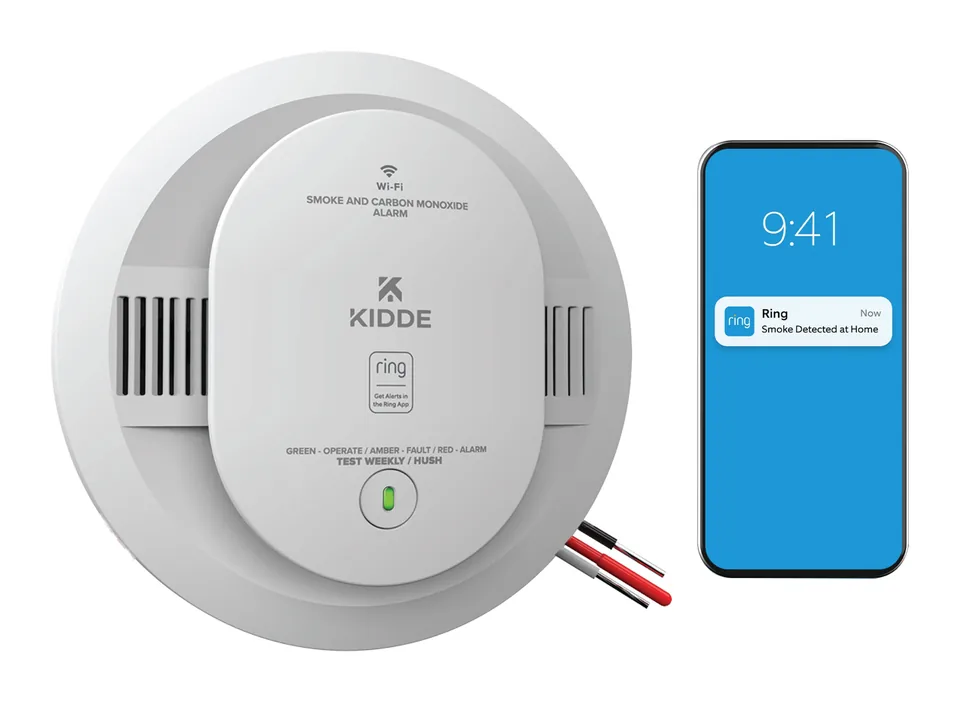 Wi-Fi
SMOKE AND CARBON MONOXIDE
ALARM
KIDDE
ring
Get Alerts in
the Ring App
GREEN - OPERATE / AMBER - FAULT / RED - ALARM
TEST WEEKLY / HUSH
9:41
ring
Ring
Now
Smoke Detected at Home